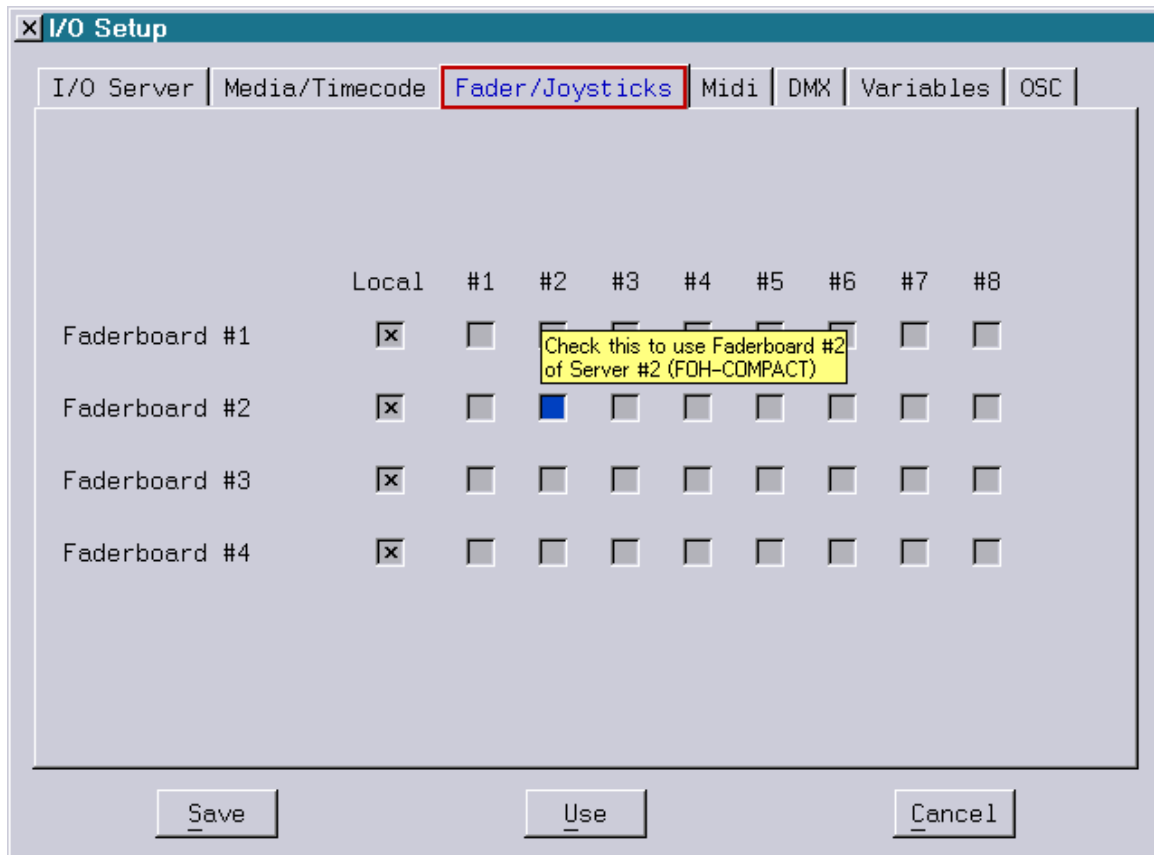 I/O Setup
I/O Server Media/Timecode Fader/Joysticks Midi DMX Variables OSC
Local #1 #2 #3 #4 #5 #6 #7 #8
Faderboard #1
Check this to use Faderboard #2
of Server #2 (FOH-COMPACT)
Faderboard #2
Faderboard #3
Faderboard #4
Save Use Cancel